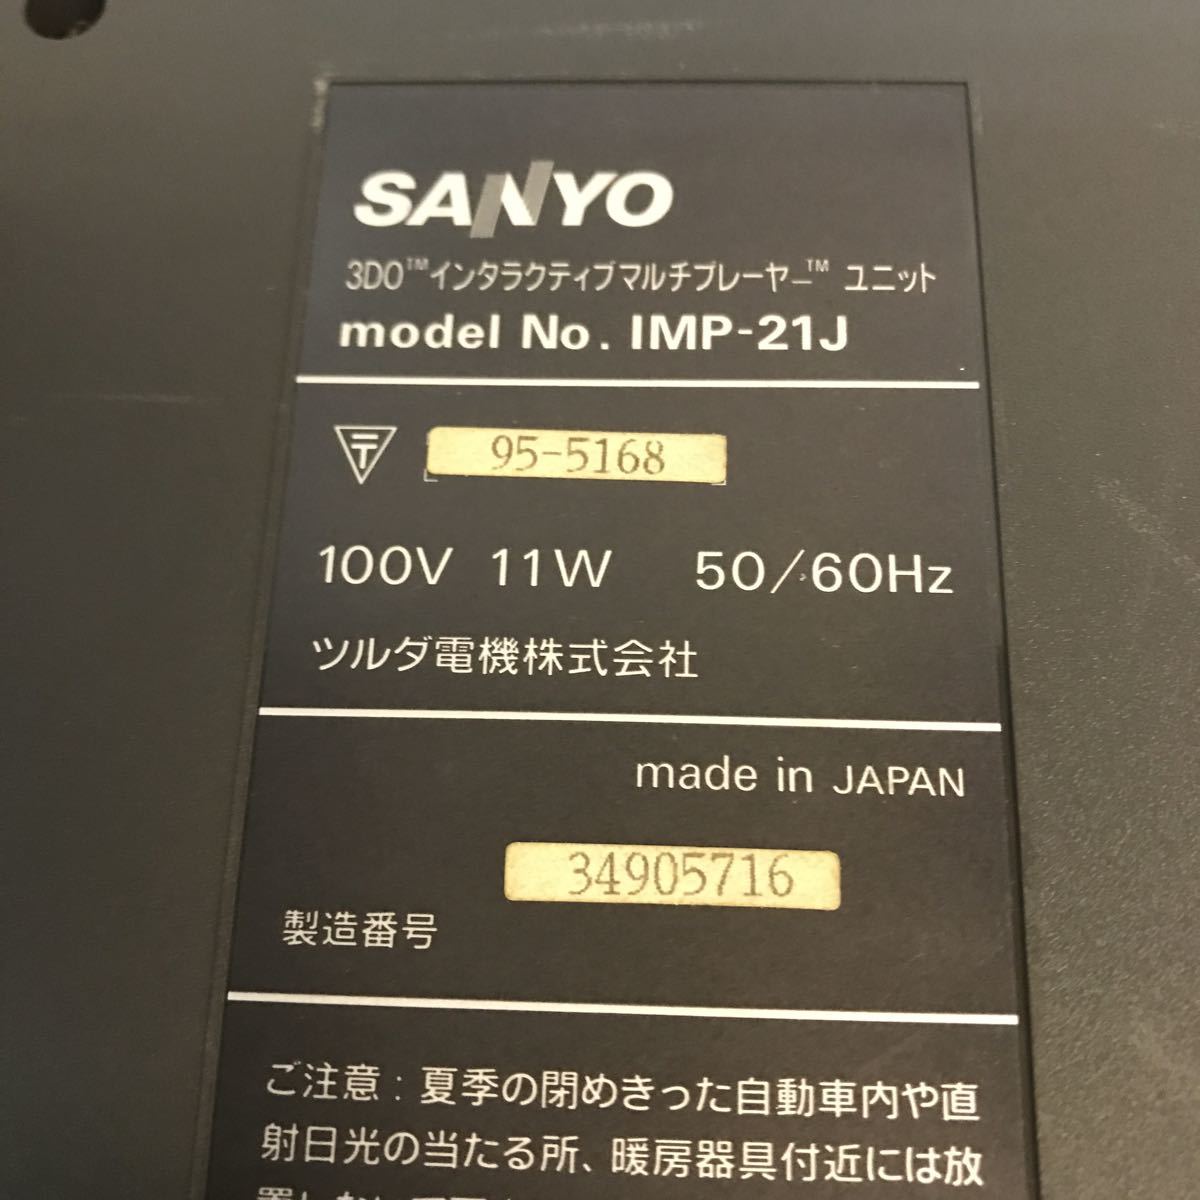 SANYO
3DO™インタラクティブマルチプレーヤー™ ユニット
model No. IMP-21J
〒 95-5168
100V 11W 50/60Hz
ツルダ電機株式会社
made in JAPAN
34905716
製造番号
ご注意：夏季の閉めきった自動車内や直
射日光の当たる所、暖房器具付近には放